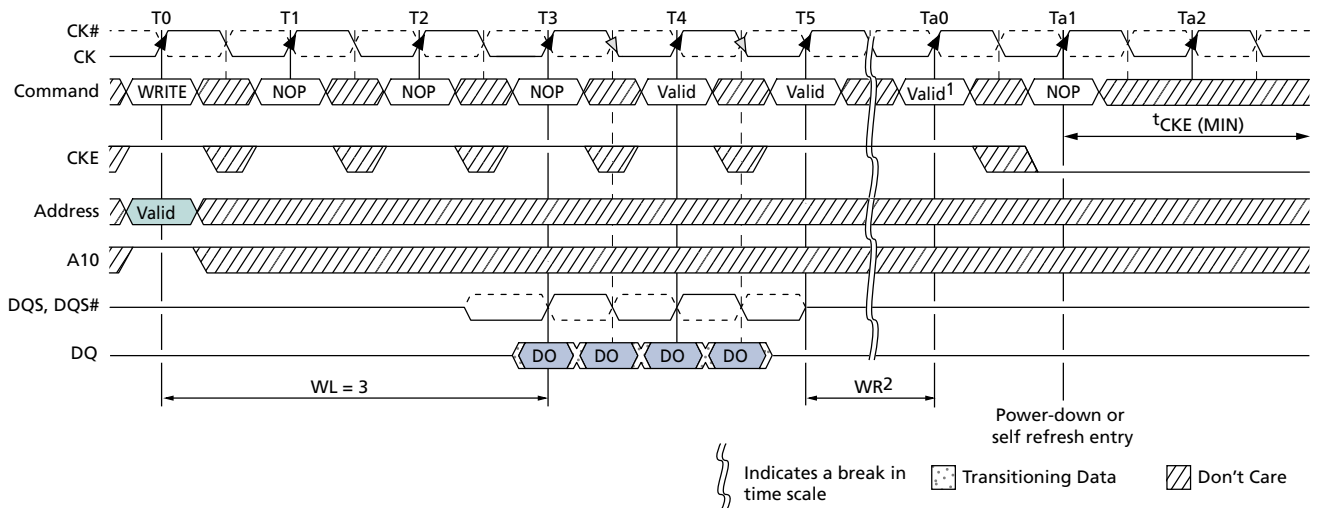 T0 T1 T2 T3 T4 T5 Ta0 Ta1 Ta2
CK#
CK
Command WRITE NOP NOP NOP Valid Valid Valid1 NOP
tCKE (MIN)
CKE
Address Valid
A10
DQS, DQS#
DQ DO DO DO DO
WL = 3 WR2
Power-down or
self refresh entry
Indicates a break in
time scale
Transitioning Data
Don't Care